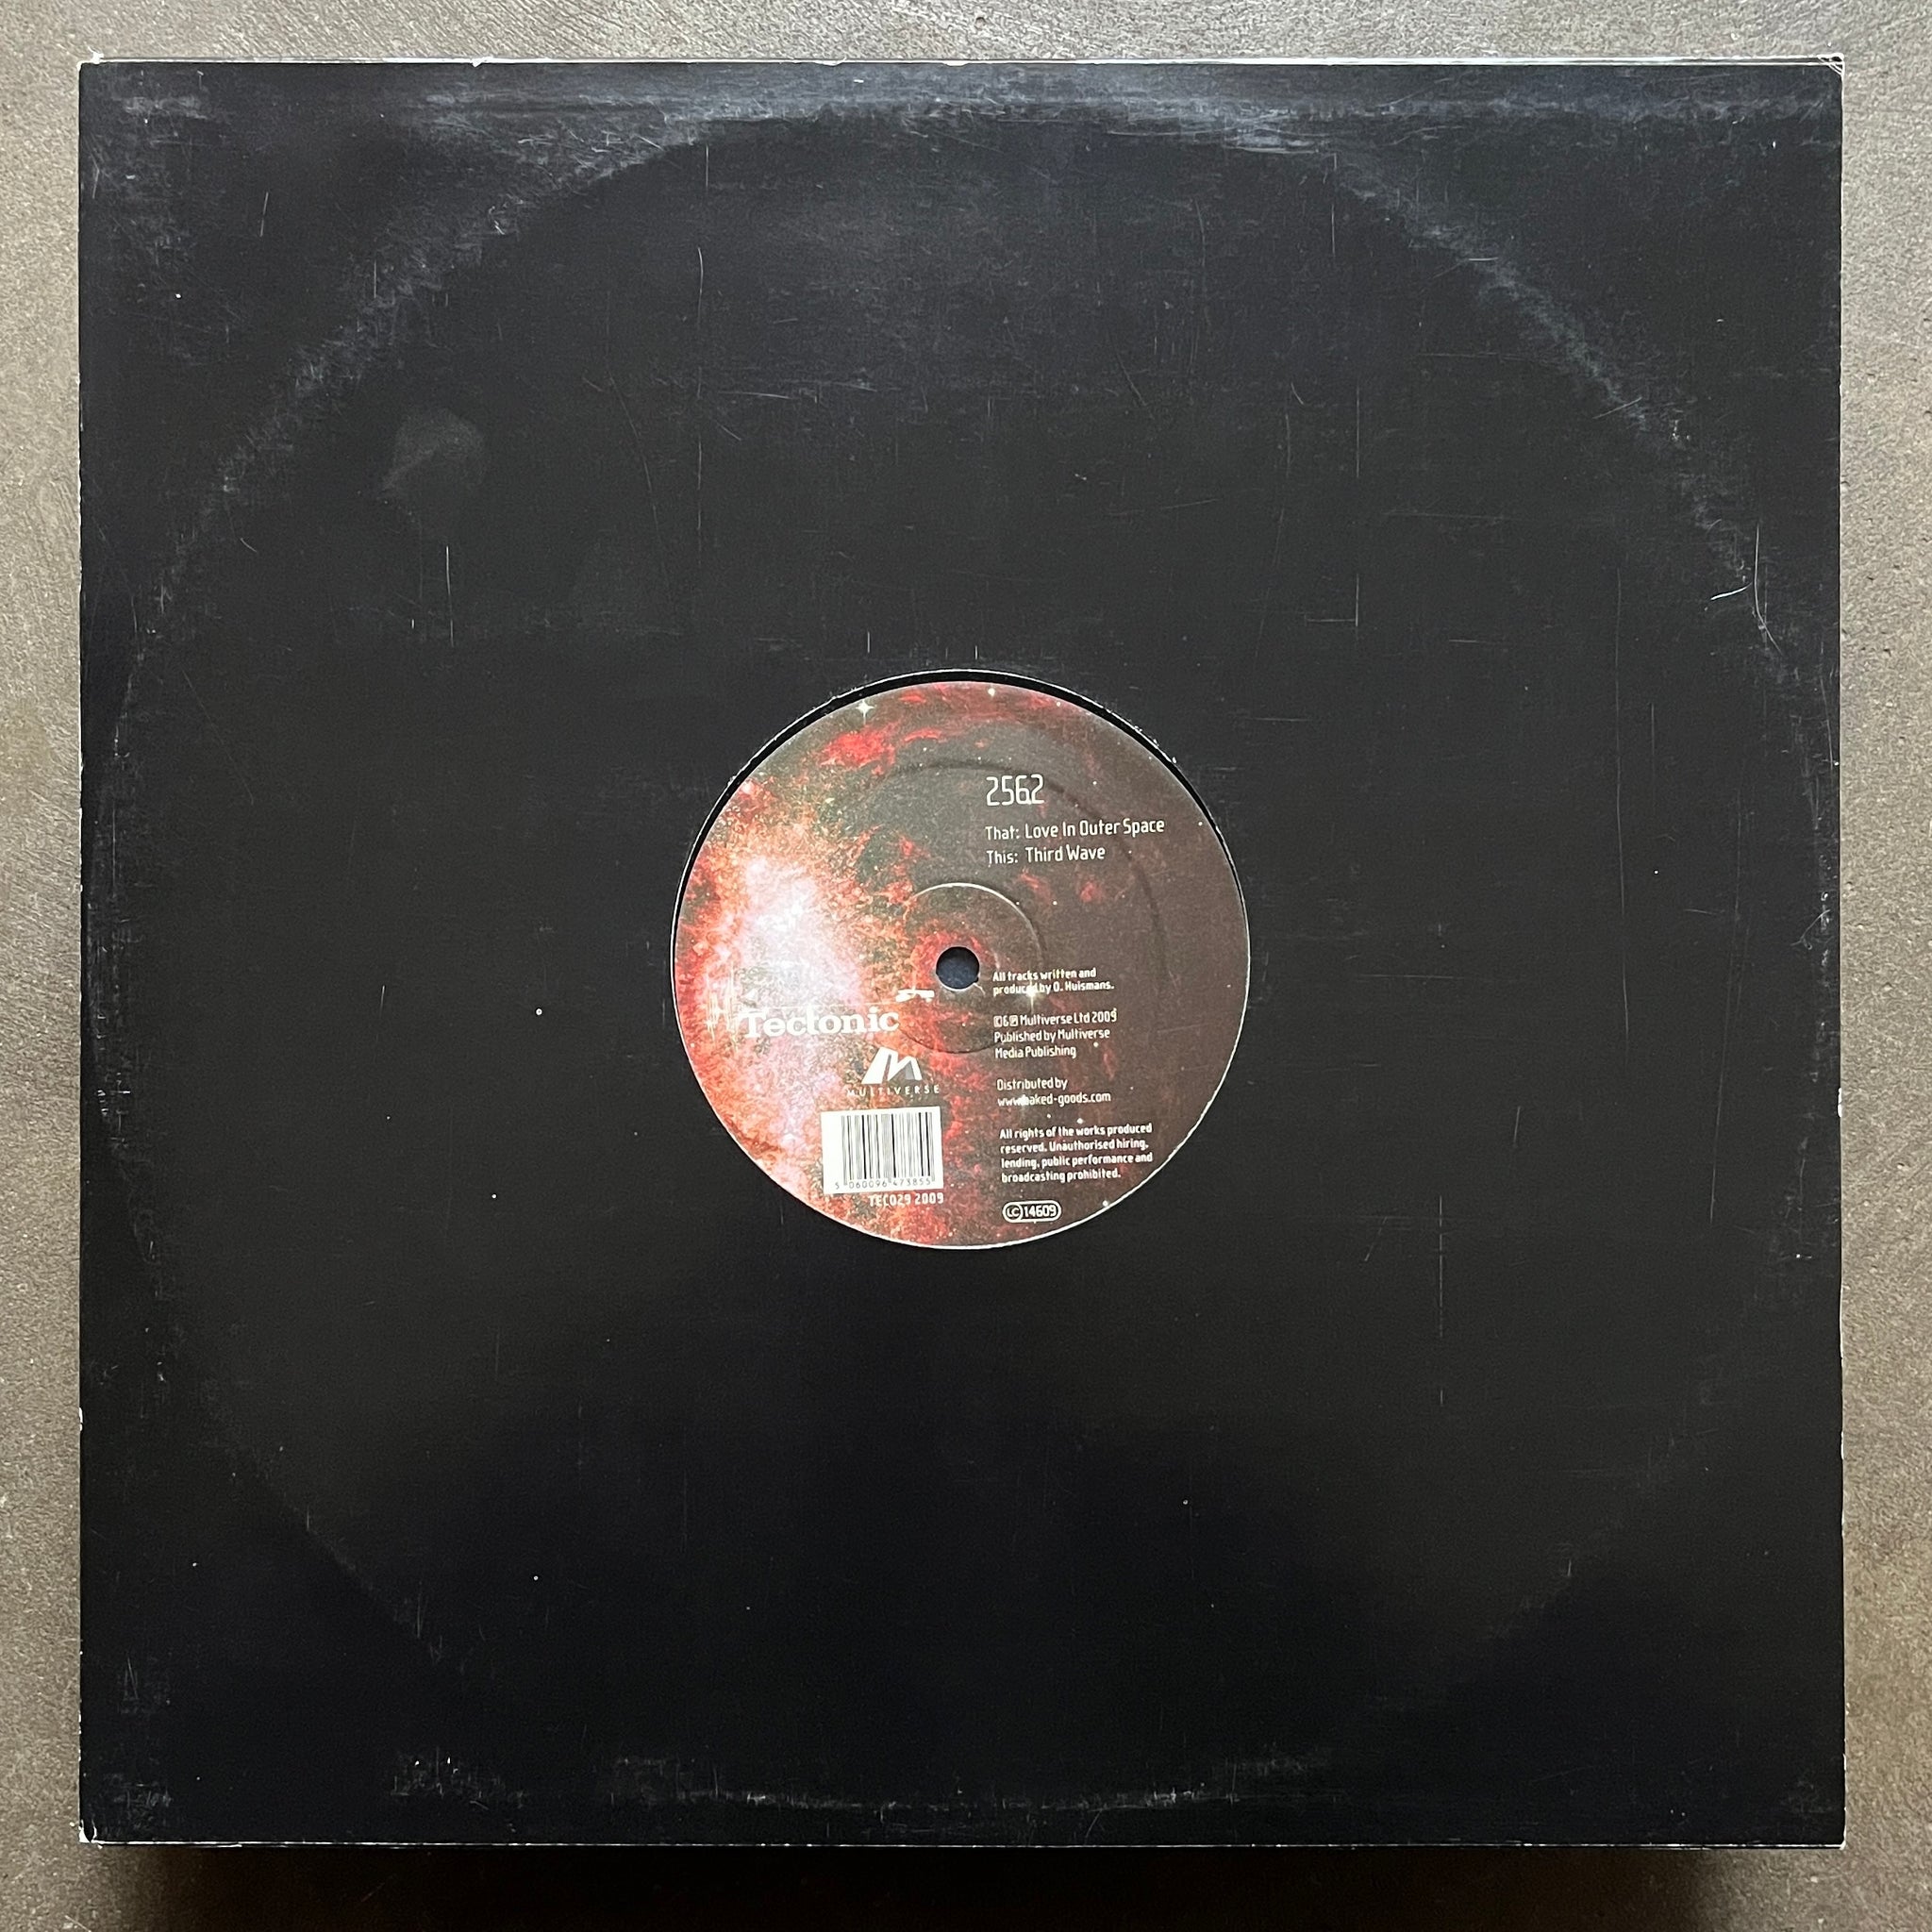 2562
That: Love In Outer Space
This: Third Wave
All tracks written and
produced by D. Huismans.
Tectonic
©&℗ Multiverse Ltd 2009
Published by Multiverse
Media Publishing
MULTIVERSE
Distributed by
www.baked-goods.com
All rights of the works produced
reserved. Unauthorised hiring,
lending, public performance and
broadcasting prohibited.
5 060096 473855
TEC029 2009
LC 14609